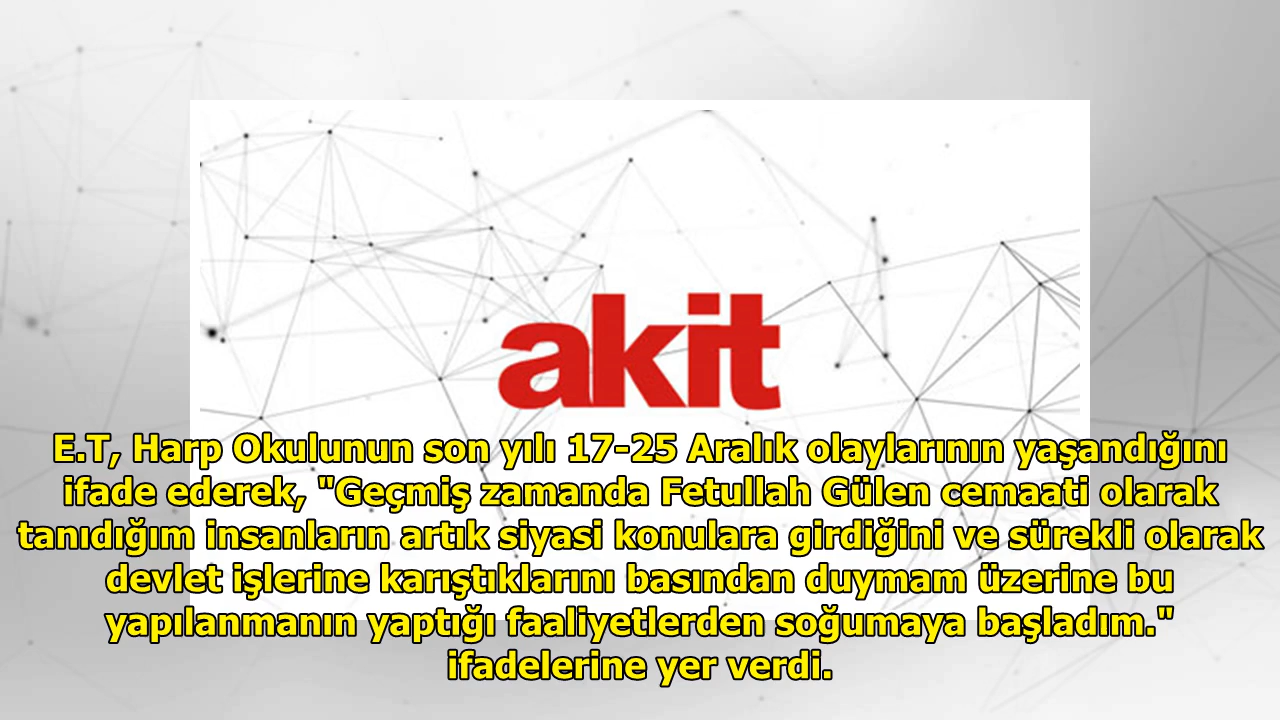 akit
E.T, Harp Okulunun son yılı 17-25 Aralık olaylarının yaşandığını
ifade ederek, "Geçmiş zamanda Fetullah Gülen cemaati olarak
tanıdığım insanların artık siyasi konulara girdiğini ve sürekli olarak
devlet işlerine karıştıklarını basından duymam üzerine bu
yapılanmanın yaptığı faaliyetlerden soğumaya başladım."
ifadelerine yer verdi.